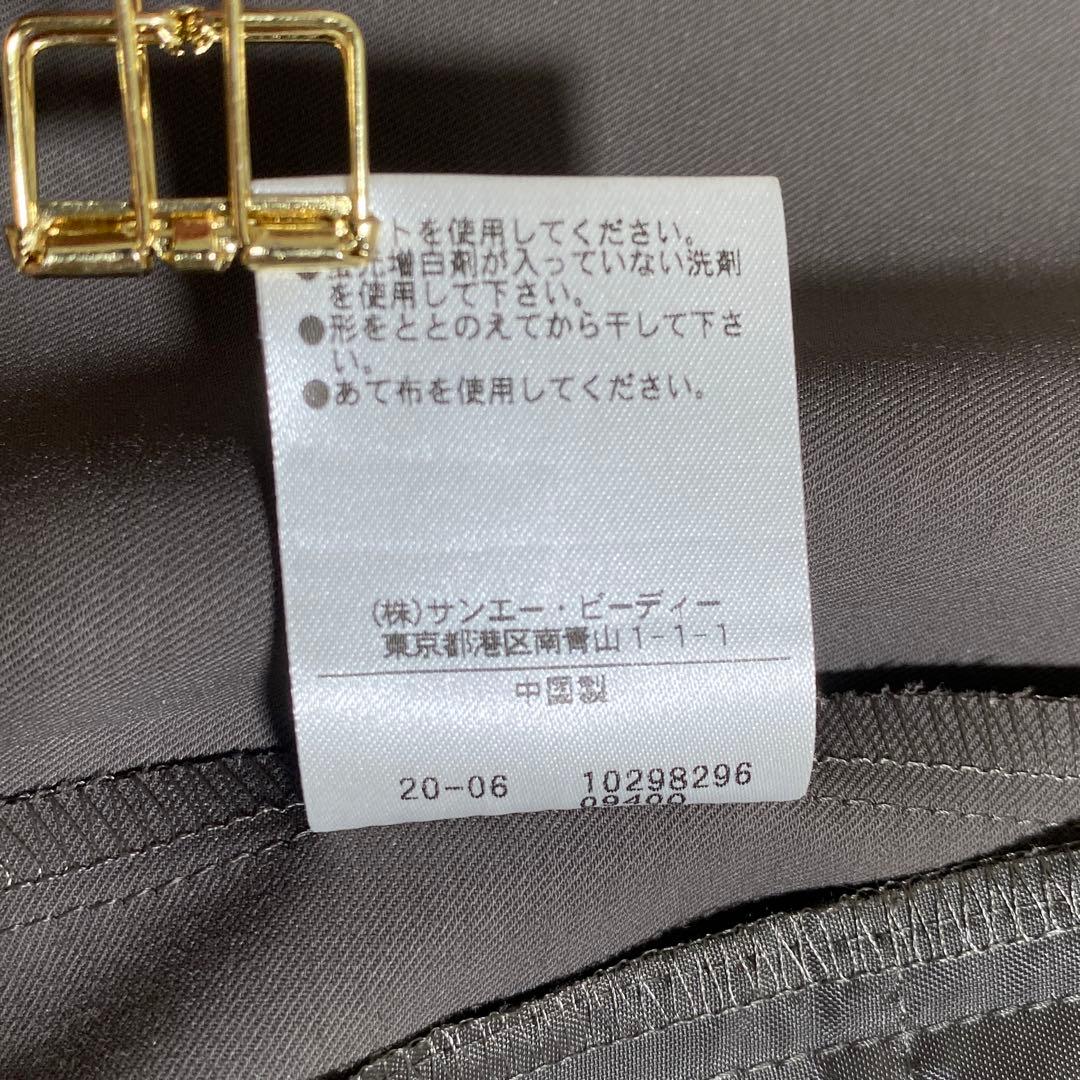 トを使用してください。
増白剤が入っていない洗剤
を使用して下さい。
●形をととのえてから干して下さ
い。
●あて布を使用してください。
(株)サンエー・ビーディー
東京都港区南青山1-1-1
中国製
20-06 10298296